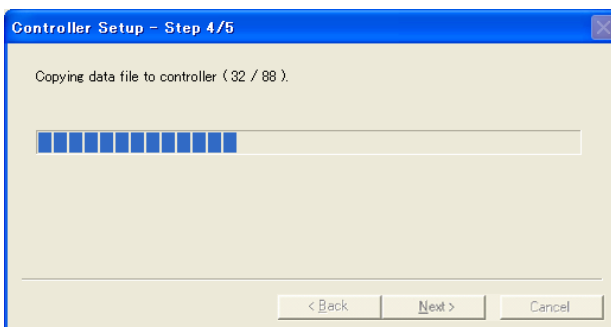 Controller Setup - Step 4/5
Copying data file to controller ( 32 / 88 ).
< Back
Next >
Cancel